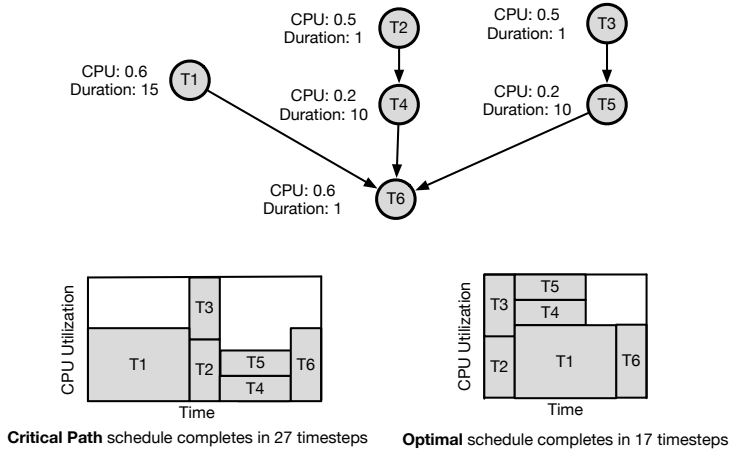 CPU: 0.5
Duration: 1
T2
CPU: 0.5
Duration: 1
T3
CPU: 0.6
Duration: 15
T1
CPU: 0.2
Duration: 10
T4
CPU: 0.2
Duration: 10
T5
CPU: 0.6
Duration: 1
T6
CPU Utilization
T3
T1
T2
T5
T4
T6
Time
Critical Path schedule completes in 27 timesteps
CPU Utilization
T3
T5
T4
T2
T1
T6
Time
Optimal schedule completes in 17 timesteps